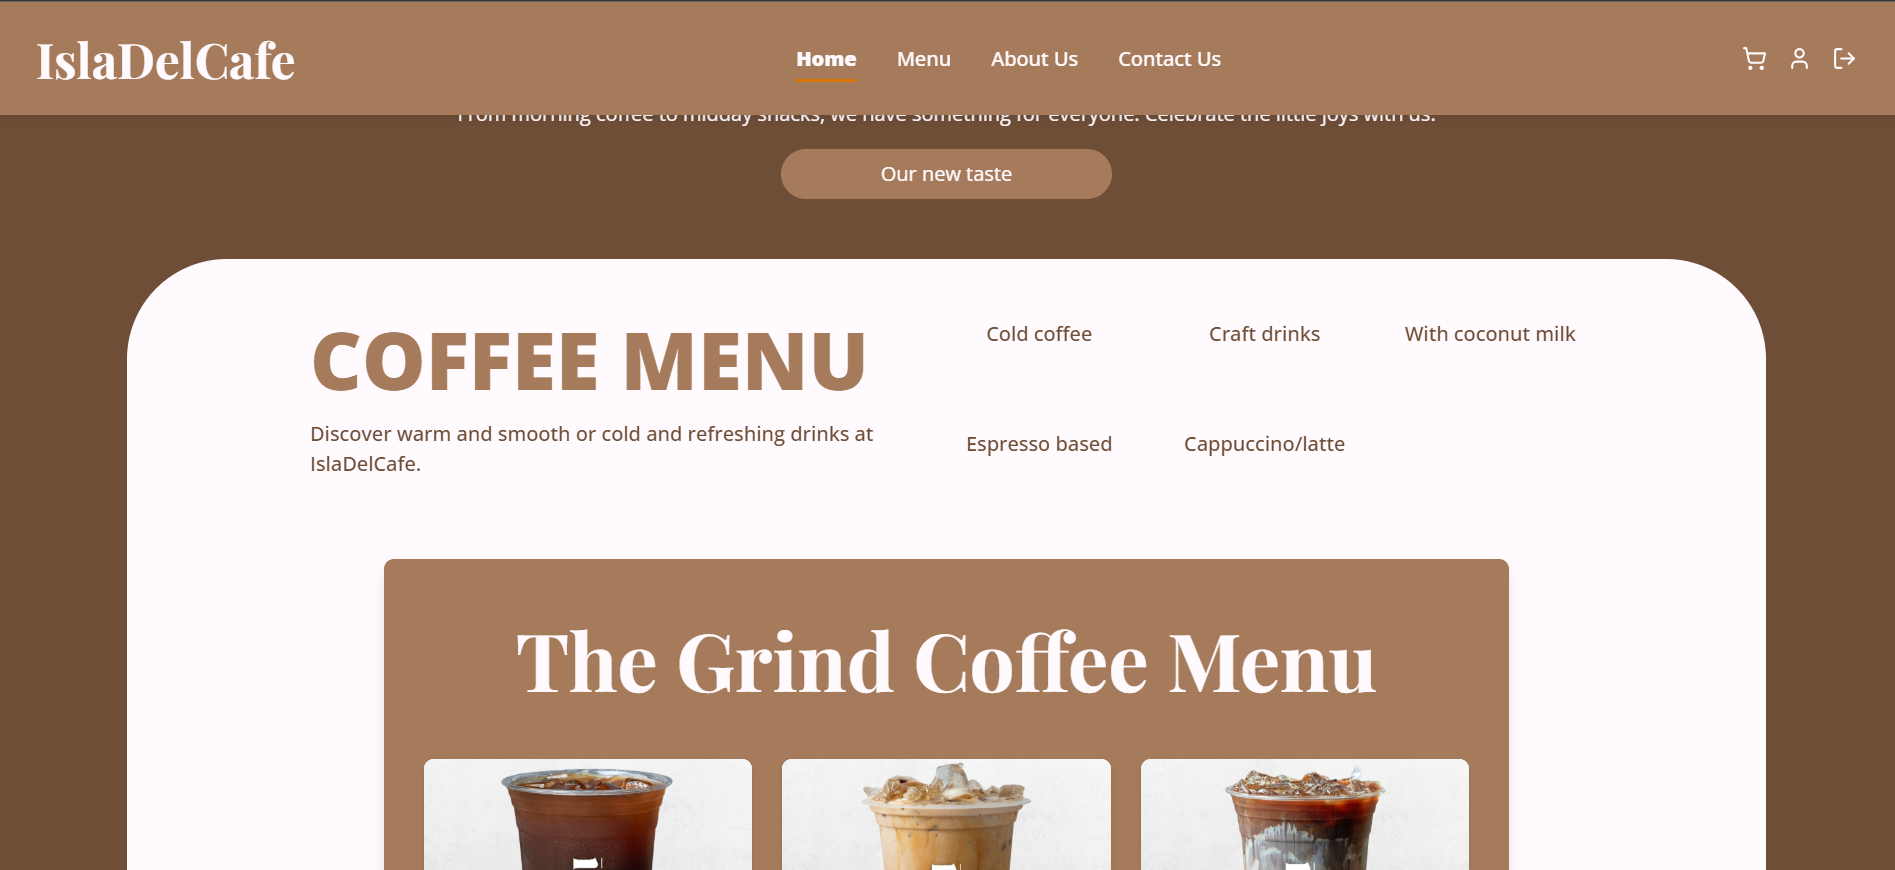 IslaDelCafe
Home
Menu
About Us
Contact Us
From morning coffee to midday snacks, we have something for everyone. Celebrate the little joys with us.
Our new taste
COFFEE MENU
Discover warm and smooth or cold and refreshing drinks at
IslaDelCafe.
Cold coffee
Craft drinks
With coconut milk
Espresso based
Cappuccino/latte
The Grind Coffee Menu